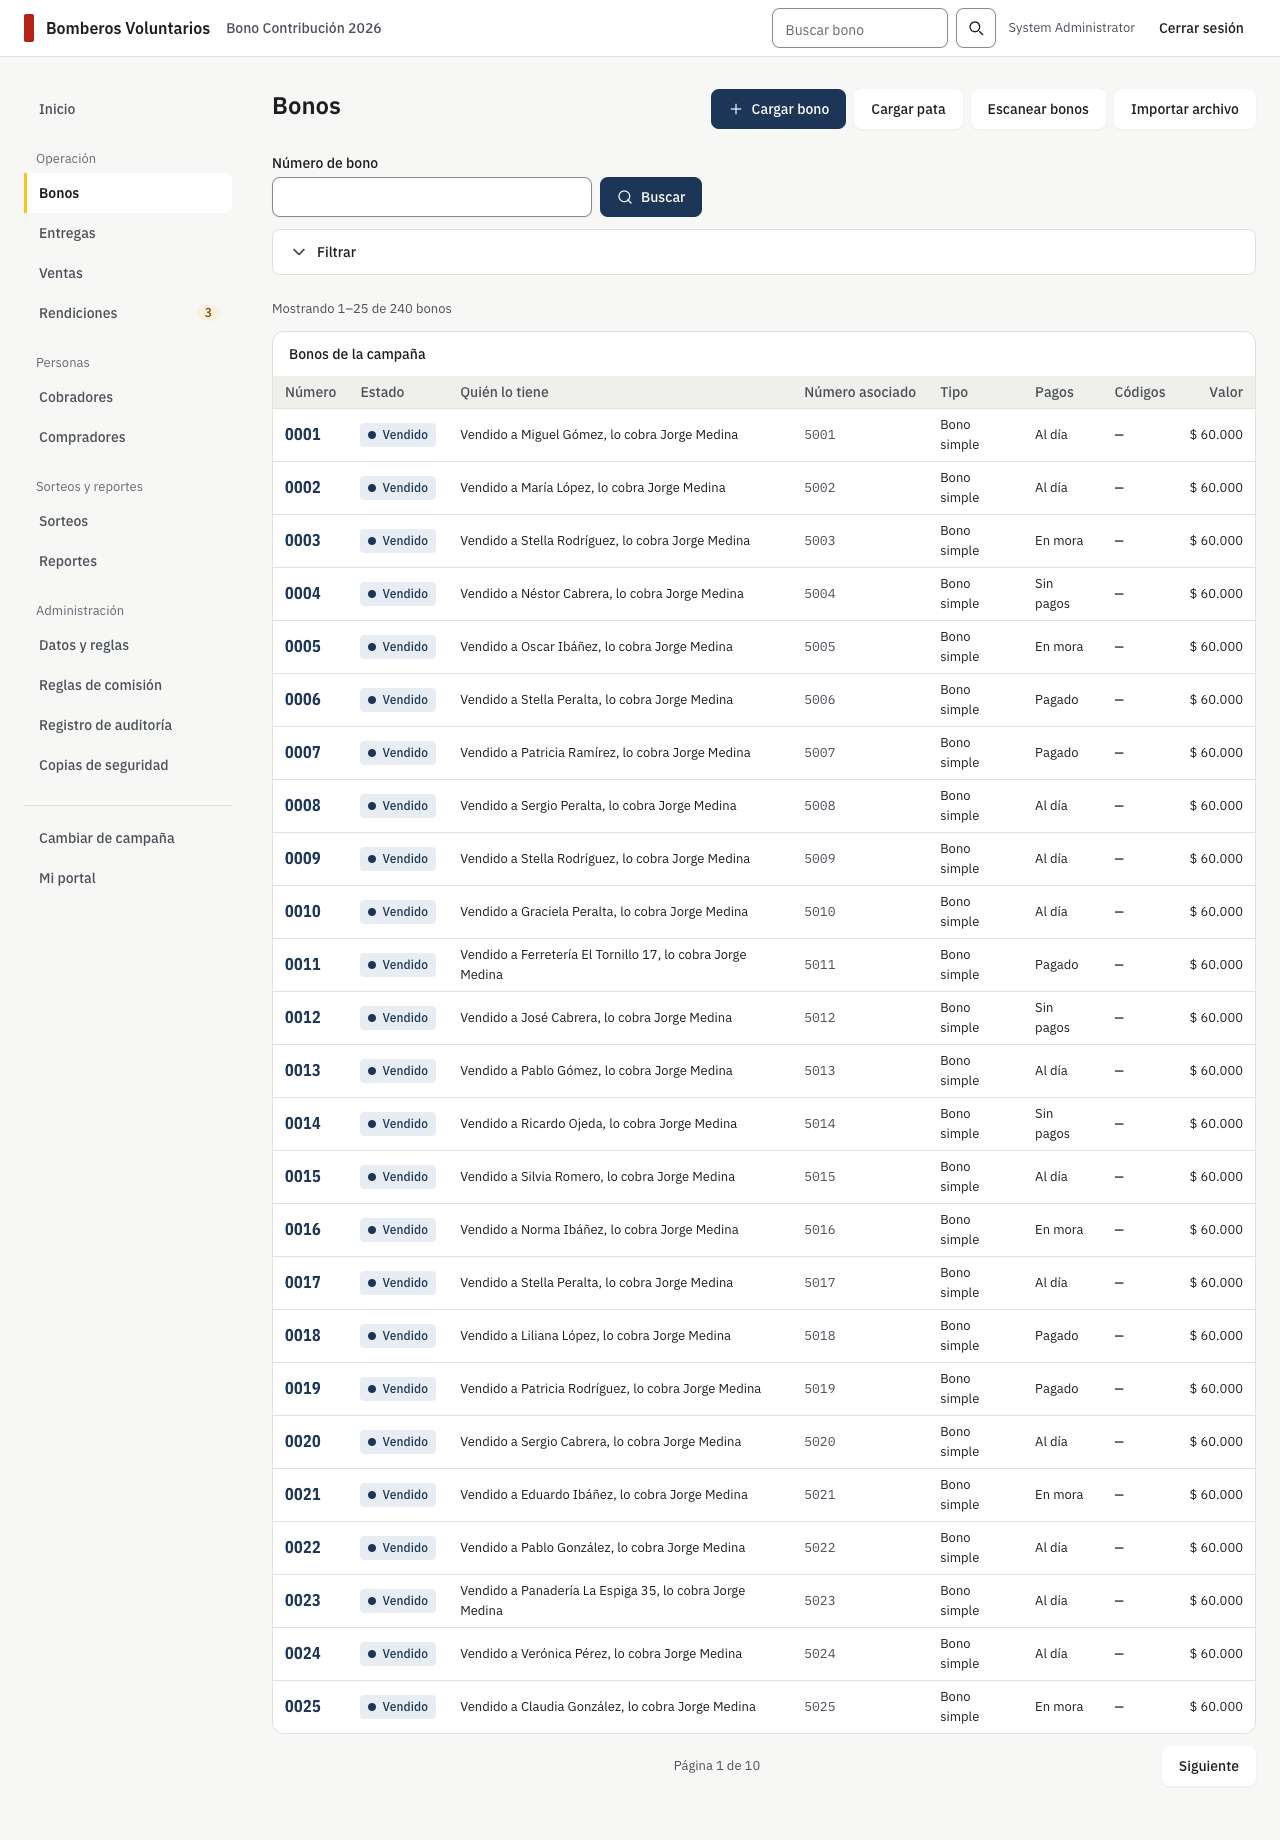 Bomberos Voluntarios Bono Contribución 2026 Buscar bono System Administrator Cerrar sesión
Inicio
Operación
Bonos
Entregas
Ventas
Rendiciones 3
Personas
Cobradores
Compradores
Sorteos y reportes
Sorteos
Reportes
Administración
Datos y reglas
Reglas de comisión
Registro de auditoría
Copias de seguridad
Cambiar de campaña
Mi portal
Bonos
Cargar bono Cargar pata Escanear bonos Importar archivo
Número de bono
Buscar
Filtrar
Mostrando 1–25 de 240 bonos
Bonos de la campaña
Número Estado Quién lo tiene Número asociado Tipo Pagos Códigos Valor
0001 Vendido Vendido a Miguel Gómez, lo cobra Jorge Medina 5001 Bono simple Al día — $ 60.000
0002 Vendido Vendido a María López, lo cobra Jorge Medina 5002 Bono simple Al día — $ 60.000
0003 Vendido Vendido a Stella Rodríguez, lo cobra Jorge Medina 5003 Bono simple En mora — $ 60.000
0004 Vendido Vendido a Néstor Cabrera, lo cobra Jorge Medina 5004 Bono simple Sin pagos — $ 60.000
0005 Vendido Vendido a Oscar Ibáñez, lo cobra Jorge Medina 5005 Bono simple En mora — $ 60.000
0006 Vendido Vendido a Stella Peralta, lo cobra Jorge Medina 5006 Bono simple Pagado — $ 60.000
0007 Vendido Vendido a Patricia Ramírez, lo cobra Jorge Medina 5007 Bono simple Pagado — $ 60.000
0008 Vendido Vendido a Sergio Peralta, lo cobra Jorge Medina 5008 Bono simple Al día — $ 60.000
0009 Vendido Vendido a Stella Rodríguez, lo cobra Jorge Medina 5009 Bono simple Al día — $ 60.000
0010 Vendido Vendido a Graciela Peralta, lo cobra Jorge Medina 5010 Bono simple Al día — $ 60.000
0011 Vendido Vendido a Ferretería El Tornillo 17, lo cobra Jorge Medina 5011 Bono simple Pagado — $ 60.000
0012 Vendido Vendido a José Cabrera, lo cobra Jorge Medina 5012 Bono simple Sin pagos — $ 60.000
0013 Vendido Vendido a Pablo Gómez, lo cobra Jorge Medina 5013 Bono simple Al día — $ 60.000
0014 Vendido Vendido a Ricardo Ojeda, lo cobra Jorge Medina 5014 Bono simple Sin pagos — $ 60.000
0015 Vendido Vendido a Silvia Romero, lo cobra Jorge Medina 5015 Bono simple Al día — $ 60.000
0016 Vendido Vendido a Norma Ibáñez, lo cobra Jorge Medina 5016 Bono simple En mora — $ 60.000
0017 Vendido Vendido a Stella Peralta, lo cobra Jorge Medina 5017 Bono simple Al día — $ 60.000
0018 Vendido Vendido a Liliana López, lo cobra Jorge Medina 5018 Bono simple Pagado — $ 60.000
0019 Vendido Vendido a Patricia Rodríguez, lo cobra Jorge Medina 5019 Bono simple Pagado — $ 60.000
0020 Vendido Vendido a Sergio Cabrera, lo cobra Jorge Medina 5020 Bono simple Al día — $ 60.000
0021 Vendido Vendido a Eduardo Ibáñez, lo cobra Jorge Medina 5021 Bono simple En mora — $ 60.000
0022 Vendido Vendido a Pablo González, lo cobra Jorge Medina 5022 Bono simple Al día — $ 60.000
0023 Vendido Vendido a Panadería La Espiga 35, lo cobra Jorge Medina 5023 Bono simple Al día — $ 60.000
0024 Vendido Vendido a Verónica Pérez, lo cobra Jorge Medina 5024 Bono simple Al día — $ 60.000
0025 Vendido Vendido a Claudia González, lo cobra Jorge Medina 5025 Bono simple En mora — $ 60.000
Página 1 de 10 Siguiente